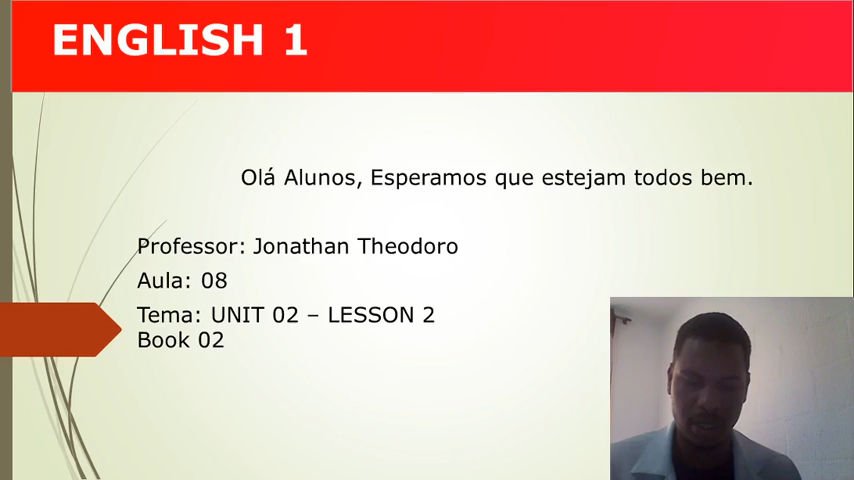 ENGLISH 1
Olá Alunos, Esperamos que estejam todos bem.
Professor: Jonathan Theodoro
Aula: 08
Tema: UNIT 02 – LESSON 2
Book 02